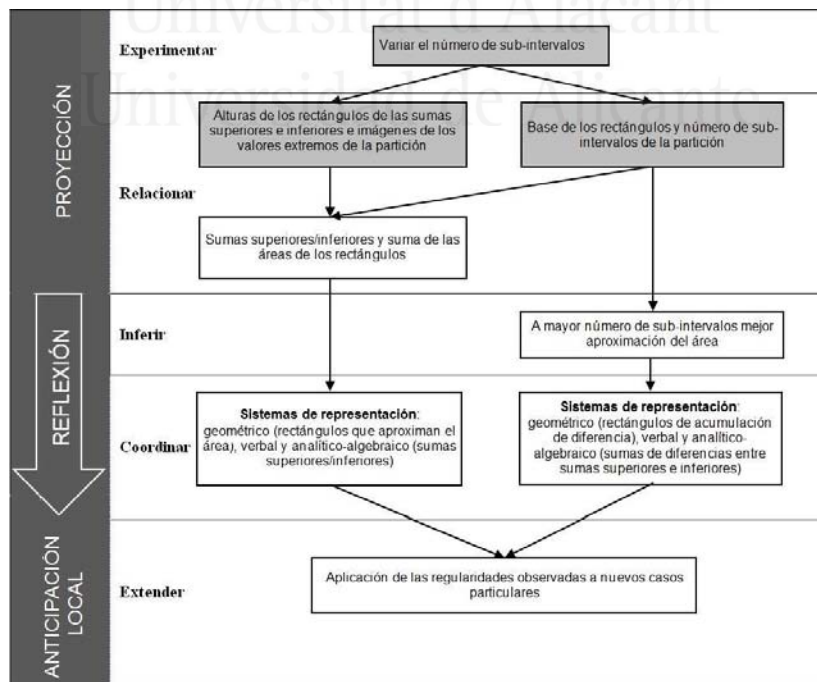 Universitat d'Alacant
Universidad de Alicante
PROYECCIÓN
Experimentar
Variar el número de sub-intervalos
Alturas de los rectángulos de las sumas
superiores e inferiores e imágenes de los
valores extremos de la partición
Base de los rectángulos y número de sub-
intervalos de la partición
Relacionar
Sumas superiores/inferiores y suma de las
áreas de los rectángulos
REFLEXIÓN
Inferir
A mayor número de sub-intervalos mejor
aproximación del área
Coordinar
Sistemas de representación:
geométrico (rectángulos que aproximan el
área), verbal y analítico-algebraico (sumas
superiores/inferiores)
Sistemas de representación:
geométrico (rectángulos de acumulación
de diferencia), verbal y analítico-
algebraico (sumas de diferencias entre
sumas superiores e inferiores)
ANTICIPACIÓN
LOCAL
Extender
Aplicación de las regularidades observadas a nuevos casos
particulares